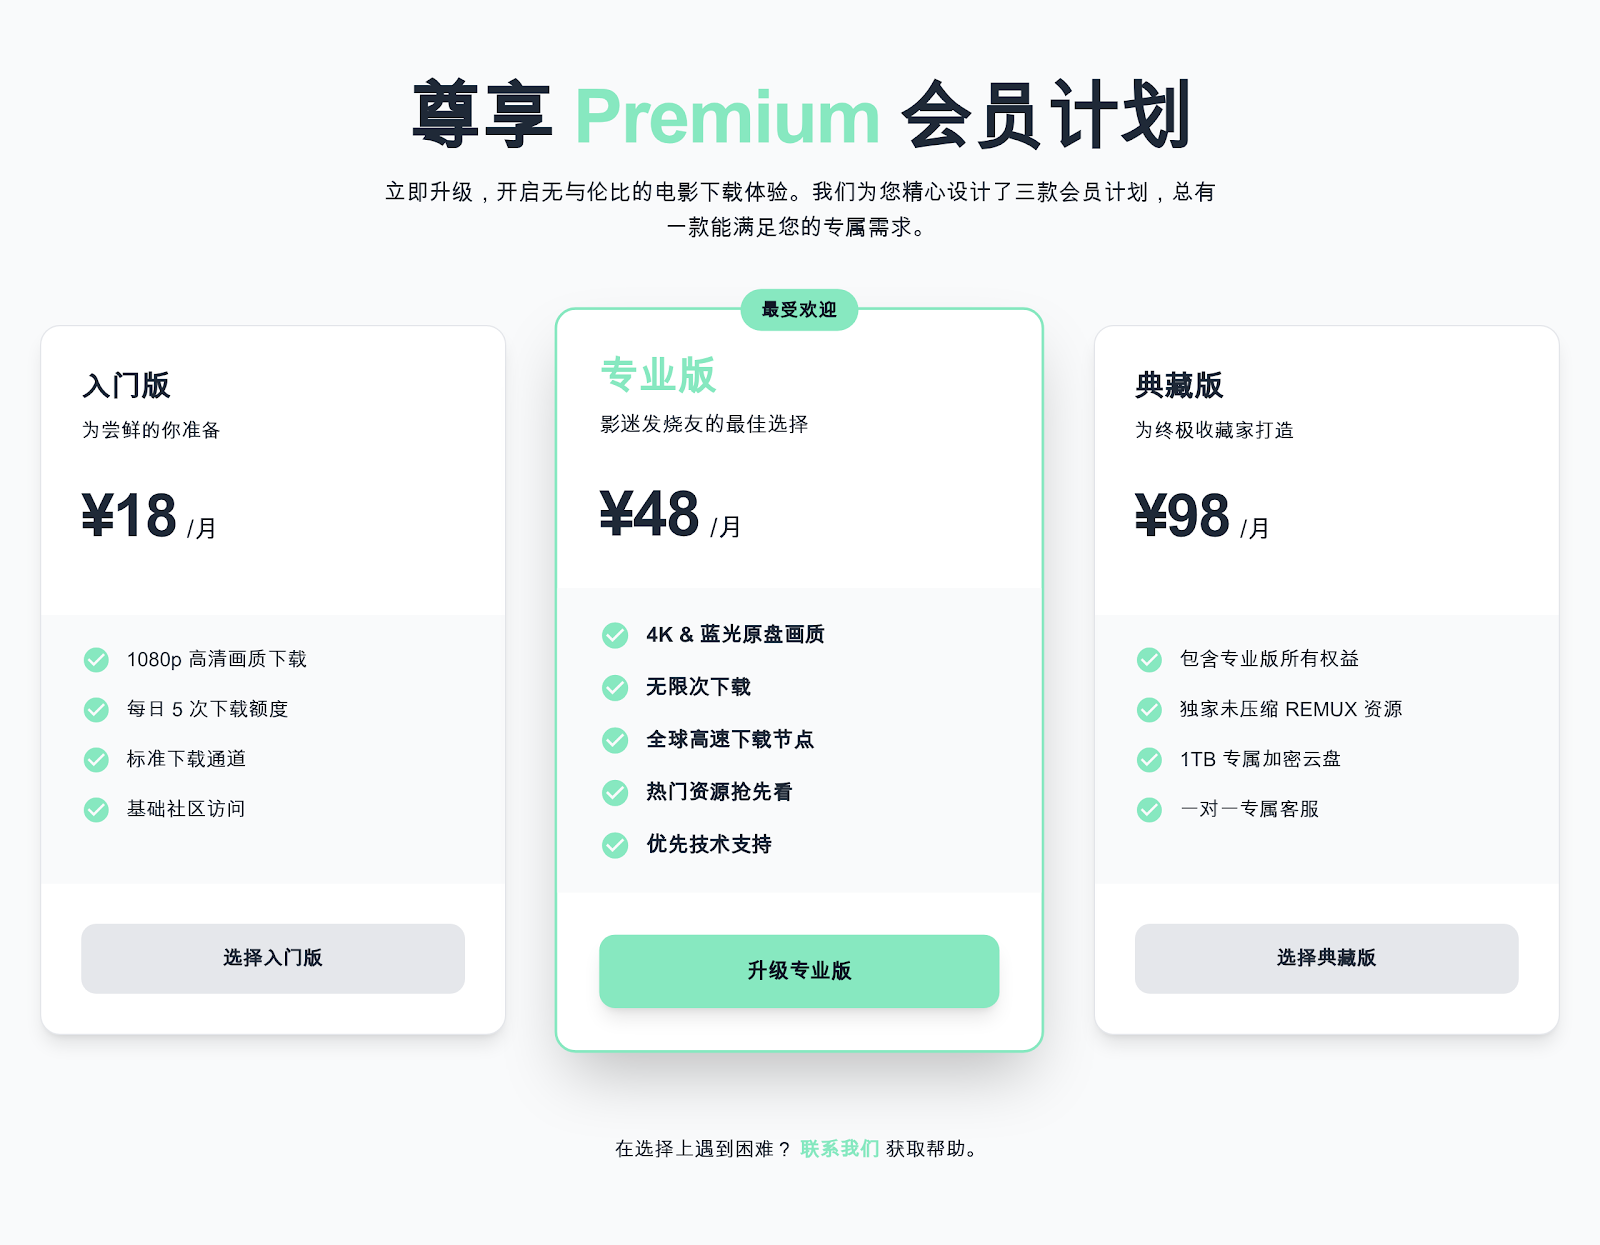 尊享 Premium 会员计划
立即升级，开启无与伦比的电影下载体验。我们为您精心设计了三款会员计划，总有
一款能满足您的专属需求。
入门版
为尝鲜的你准备
¥18 /月
1080p 高清画质下载
每日 5 次下载额度
标准下载通道
基础社区访问
选择入门版
最受欢迎
专业版
影迷发烧友的最佳选择
¥48 /月
4K & 蓝光原盘画质
无限次下载
全球高速下载节点
热门资源抢先看
优先技术支持
升级专业版
典藏版
为终极收藏家打造
¥98 /月
包含专业版所有权益
独家未压缩 REMUX 资源
1TB 专属加密云盘
一对一专属客服
选择典藏版
在选择上遇到困难？ 联系我们 获取帮助。